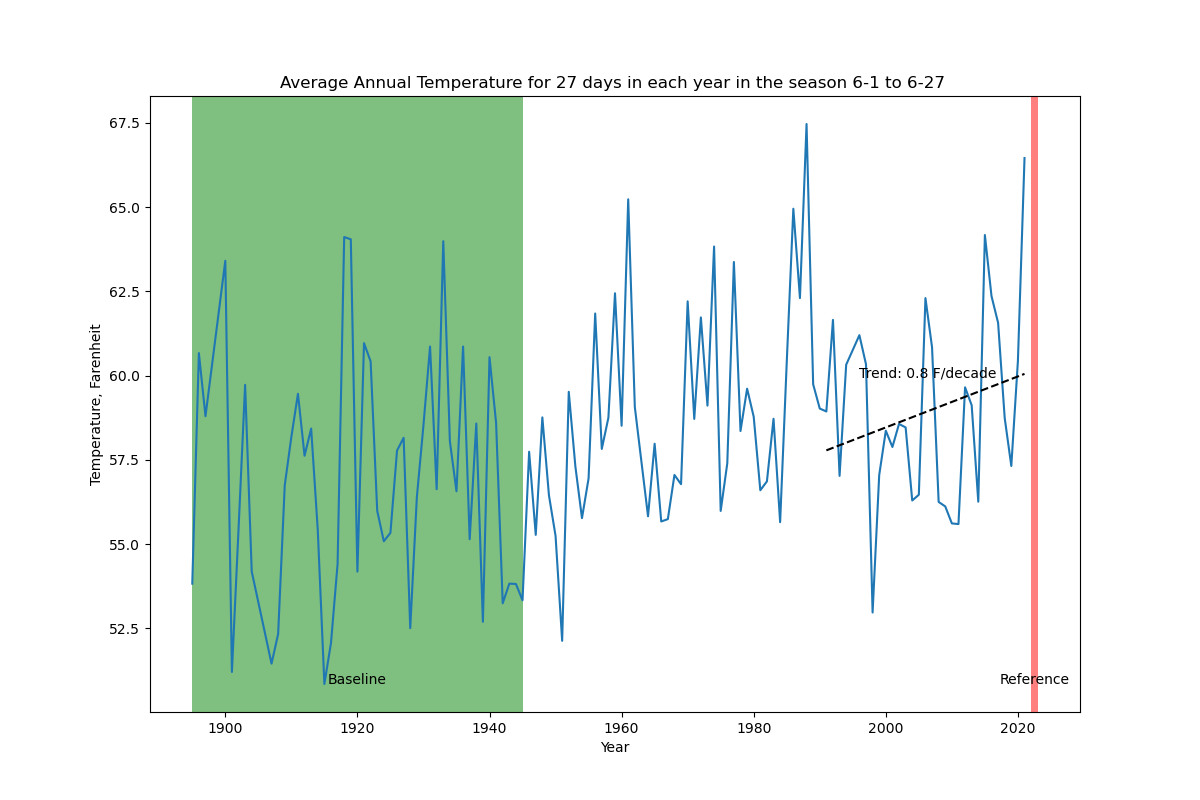 Average Annual Temperature for 27 days in each year in the season 6-1 to 6-27
Temperature, Farenheit
67.5
65.0
62.5
60.0
57.5
55.0
52.5
Trend: 0.8 F/decade
Baseline
Reference
1900 1920 1940 1960 1980 2000 2020
Year